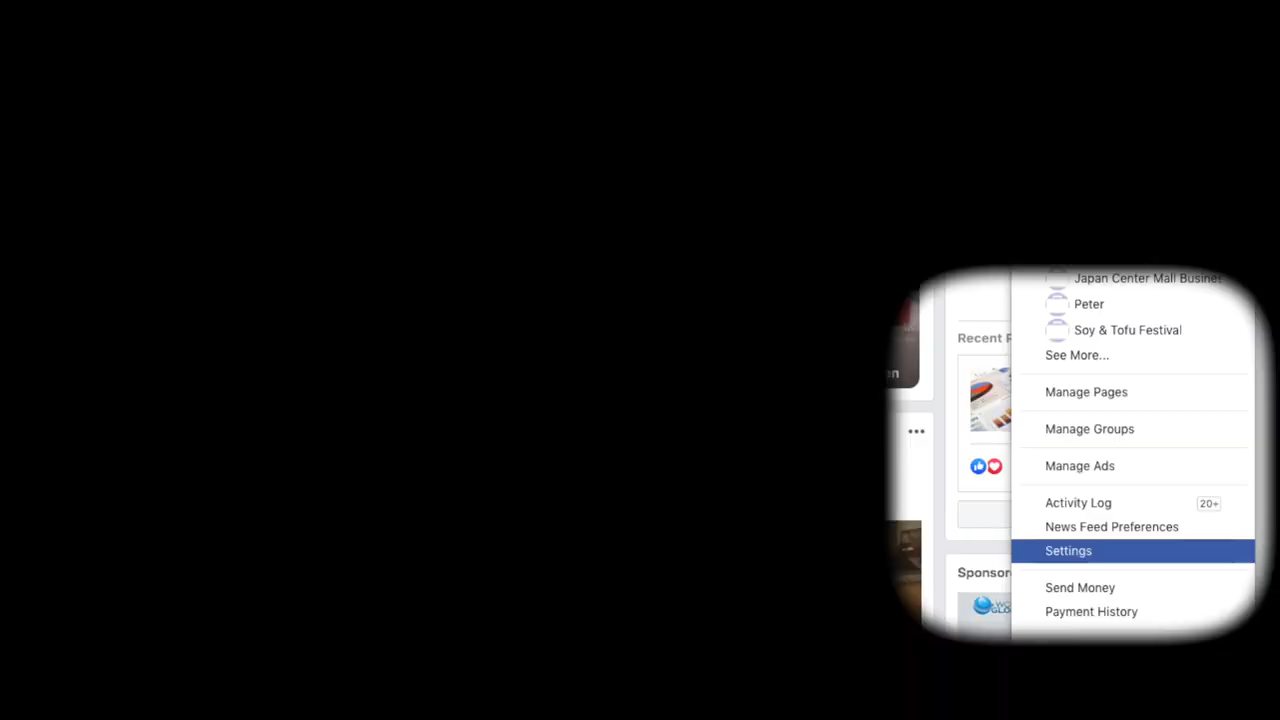 Japan Center Mall Busines
Peter
Soy & Tofu Festival
See More...
Recent
en
Manage Pages
Manage Groups
Manage Ads
Activity Log 20+
News Feed Preferences
Settings
Sponsor
Send Money
Payment History